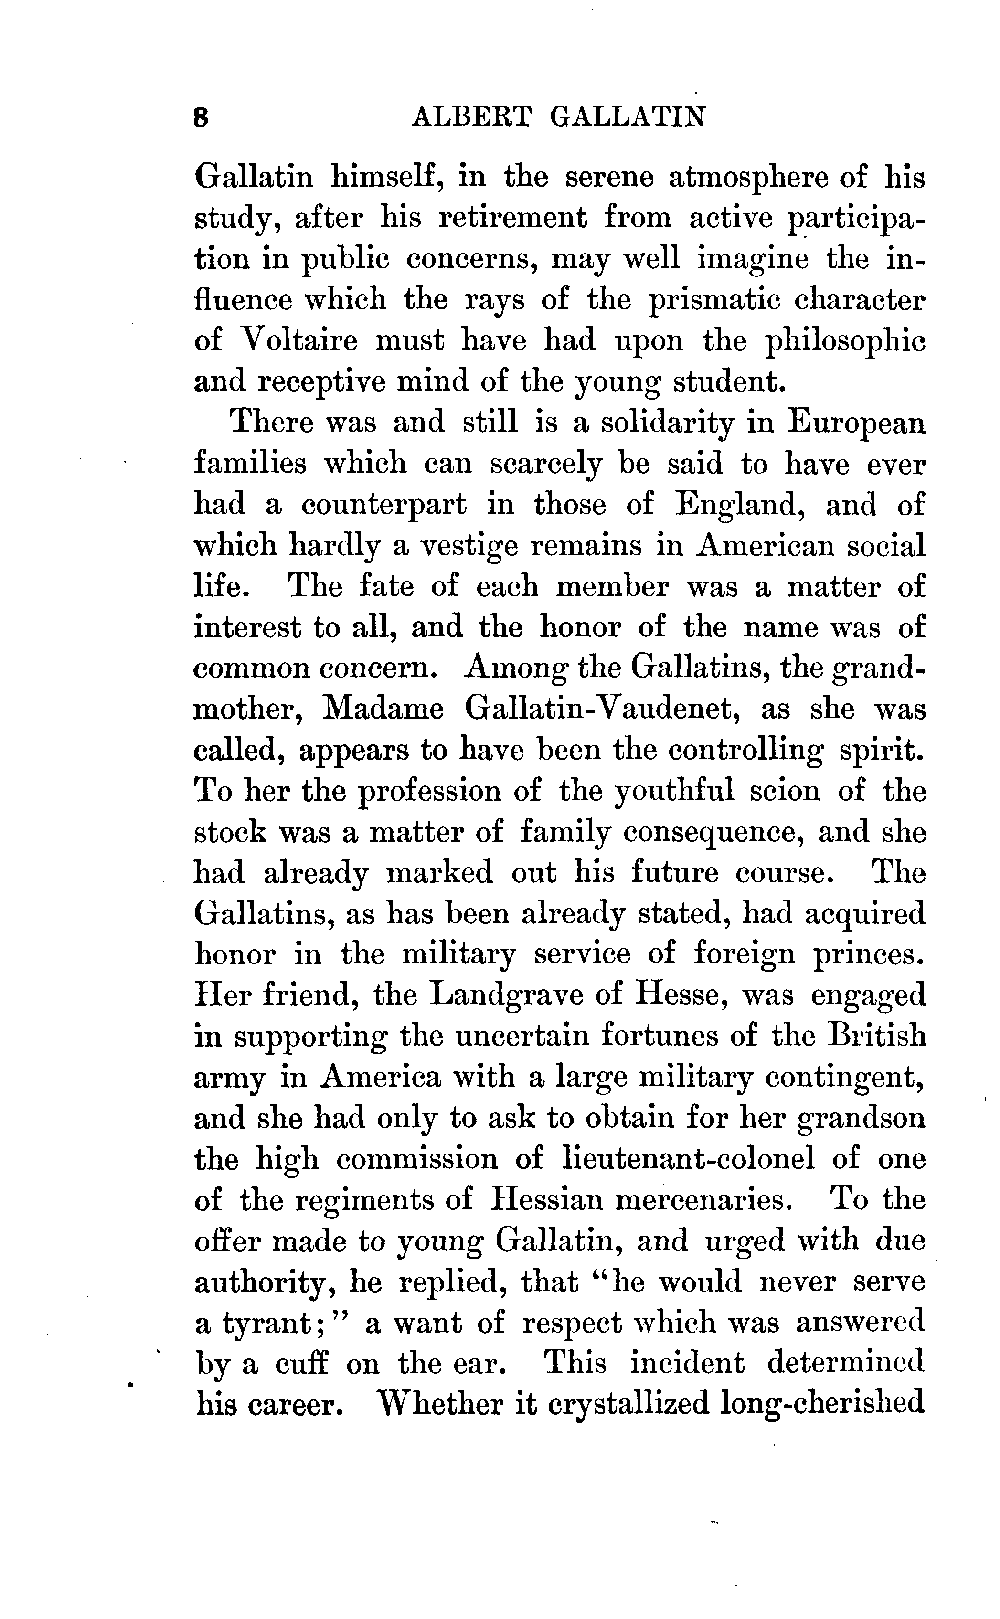 8 ALBERT GALLATIN
Gallatin himself, in the serene atmosphere of his
study, after his retirement from active participa-
tion in public concerns, may well imagine the in-
fluence which the rays of the prismatic character
of Voltaire must have had upon the philosophic
and receptive mind of the young student.
There was and still is a solidarity in European
families which can scarcely be said to have ever
had a counterpart in those of England, and of
which hardly a vestige remains in American social
life. The fate of each member was a matter of
interest to all, and the honor of the name was of
common concern. Among the Gallatins, the grand-
mother, Madame Gallatin-Vaudenet, as she was
called, appears to have been the controlling spirit.
To her the profession of the youthful scion of the
stock was a matter of family consequence, and she
had already marked out his future course. The
Gallatins, as has been already stated, had acquired
honor in the military service of foreign princes.
Her friend, the Landgrave of Hesse, was engaged
in supporting the uncertain fortunes of the British
army in America with a large military contingent,
and she had only to ask to obtain for her grandson
the high commission of lieutenant-colonel of one
of the regiments of Hessian mercenaries. To the
offer made to young Gallatin, and urged with due
authority, he replied, that "he would never serve
a tyrant;" a want of respect which was answered
by a cuff on the ear. This incident determined
his career. Whether it crystallized long-cherished